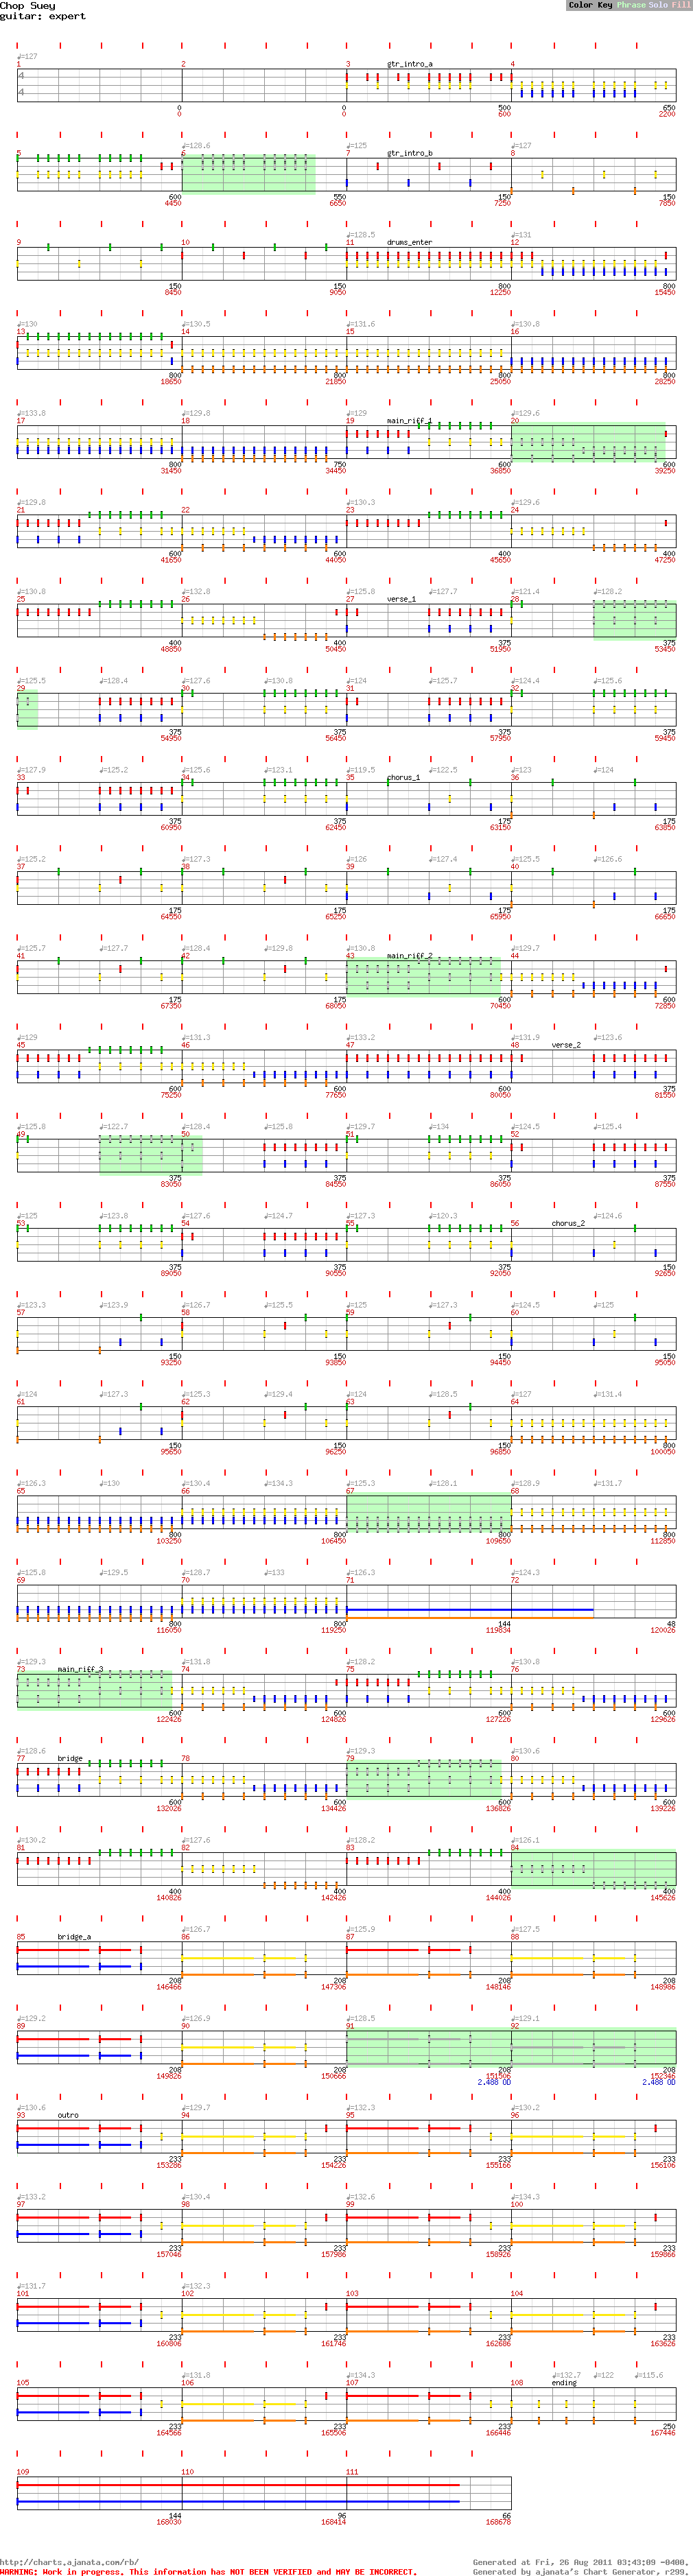 Chop Suey
guitar: expert
Color Key Phrase Solo Fill
♩=127
1 2 3 gtr_intro_a 4
4
4
0 0 500 650
0 0 600 2200
♩=128.6 ♩=125 ♩=127
5 6 7 gtr_intro_b 8
600 550 150 150
4450 6650 7250 7850
♩=128.5 ♩=131
9 10 11 drums_enter 12
150 150 800 800
8450 9050 12250 15450
♩=130 ♩=130.5 ♩=131.6 ♩=130.8
13 14 15 16
800 800 800 800
18650 21850 25050 28250
♩=133.8 ♩=129.8 ♩=129 ♩=129.6
17 18 19 main_riff_1 20
800 750 600 600
31450 34450 36850 39250
♩=129.8 ♩=130.3 ♩=129.6
21 22 23 24
600 600 400 400
41650 44050 45650 47250
♩=130.8 ♩=132.8 ♩=125.8 ♩=127.7 ♩=121.4 ♩=128.2
25 26 27 verse_1 28
400 400 375 375
48850 50450 51950 53450
♩=125.5 ♩=128.4 ♩=127.6 ♩=130.8 ♩=124 ♩=125.7 ♩=124.4 ♩=125.6
29 30 31 32
375 375 375 375
54950 56450 57950 59450
♩=127.9 ♩=125.2 ♩=125.6 ♩=123.1 ♩=119.5 ♩=122.5 ♩=123 ♩=124
33 34 35 chorus_1 36
375 375 175 175
60950 62450 63150 63850
♩=125.2 ♩=127.3 ♩=126 ♩=127.4 ♩=125.5 ♩=126.6
37 38 39 40
175 175 175 175
64550 65250 65950 66650
♩=125.7 ♩=127.7 ♩=128.4 ♩=129.8 ♩=130.8 ♩=129.7
41 42 43 main_riff_2 44
175 175 600 600
67350 68050 70450 72850
♩=129 ♩=131.3 ♩=133.2 ♩=131.9 ♩=123.6
45 46 47 48 verse_2
600 600 600 375
75250 77650 80050 81550
♩=125.8 ♩=122.7 ♩=128.4 ♩=125.8 ♩=129.7 ♩=134 ♩=124.5 ♩=125.4
49 50 51 52
375 375 375 375
83050 84550 86050 87550
♩=125 ♩=123.8 ♩=127.6 ♩=124.7 ♩=127.3 ♩=120.3 ♩=124.6
53 54 55 56 chorus_2
375 375 375 150
89050 90550 92050 92650
♩=123.3 ♩=123.9 ♩=126.7 ♩=125.5 ♩=125 ♩=127.3 ♩=124.5 ♩=125
57 58 59 60
150 150 150 150
93250 93850 94450 95050
♩=124 ♩=127.3 ♩=125.3 ♩=129.4 ♩=124 ♩=128.5 ♩=127 ♩=131.4
61 62 63 64
150 150 150 800
95650 96250 96850 100050
♩=126.3 ♩=130 ♩=130.4 ♩=134.3 ♩=125.3 ♩=128.1 ♩=128.9 ♩=131.7
65 66 67 68
800 800 800 800
103250 106450 109650 112850
♩=125.8 ♩=129.5 ♩=128.7 ♩=133 ♩=126.3 ♩=124.3
69 70 71 72
800 800 144 48
116050 119250 119834 120026
♩=129.3 ♩=131.8 ♩=128.2 ♩=130.8
73 main_riff_3 74 75 76
600 600 600 600
122426 124826 127226 129626
♩=128.6 ♩=129.3 ♩=130.6
77 bridge 78 79 80
600 600 600 600
132026 134426 136826 139226
♩=130.2 ♩=127.6 ♩=128.2 ♩=126.1
81 82 83 84
400 400 400 400
140826 142426 144026 145626
♩=126.7 ♩=125.9 ♩=127.5
85 bridge_a 86 87 88
208 208 208 208
146466 147306 148146 148986
♩=129.2 ♩=126.9 ♩=128.5 ♩=129.1
89 90 91 92
208 208 208 208
149826 150666 151506 152346
2.488 OD 2.488 OD
♩=130.6 ♩=129.7 ♩=132.3 ♩=130.2
93 outro 94 95 96
233 233 233 233
153286 154226 155166 156106
♩=133.2 ♩=130.4 ♩=132.6 ♩=134.3
97 98 99 100
233 233 233 233
157046 157986 158926 159866
♩=131.7 ♩=132.3
101 102 103 104
233 233 233 233
160806 161746 162686 163626
♩=131.8 ♩=134.3 ♩=132.7 ♩=122 ♩=115.6
105 106 107 108 ending
233 233 233 250
164566 165506 166446 167446
109 110 111
144 96 66
168030 168414 168678
http://charts.ajanata.com/rb/ Generated at Fri, 26 Aug 2011 03:43:09 -0400.
WARNING: Work in progress. This information has NOT BEEN VERIFIED and MAY BE INCORRECT. Generated by ajanata's Chart Generator, r299.